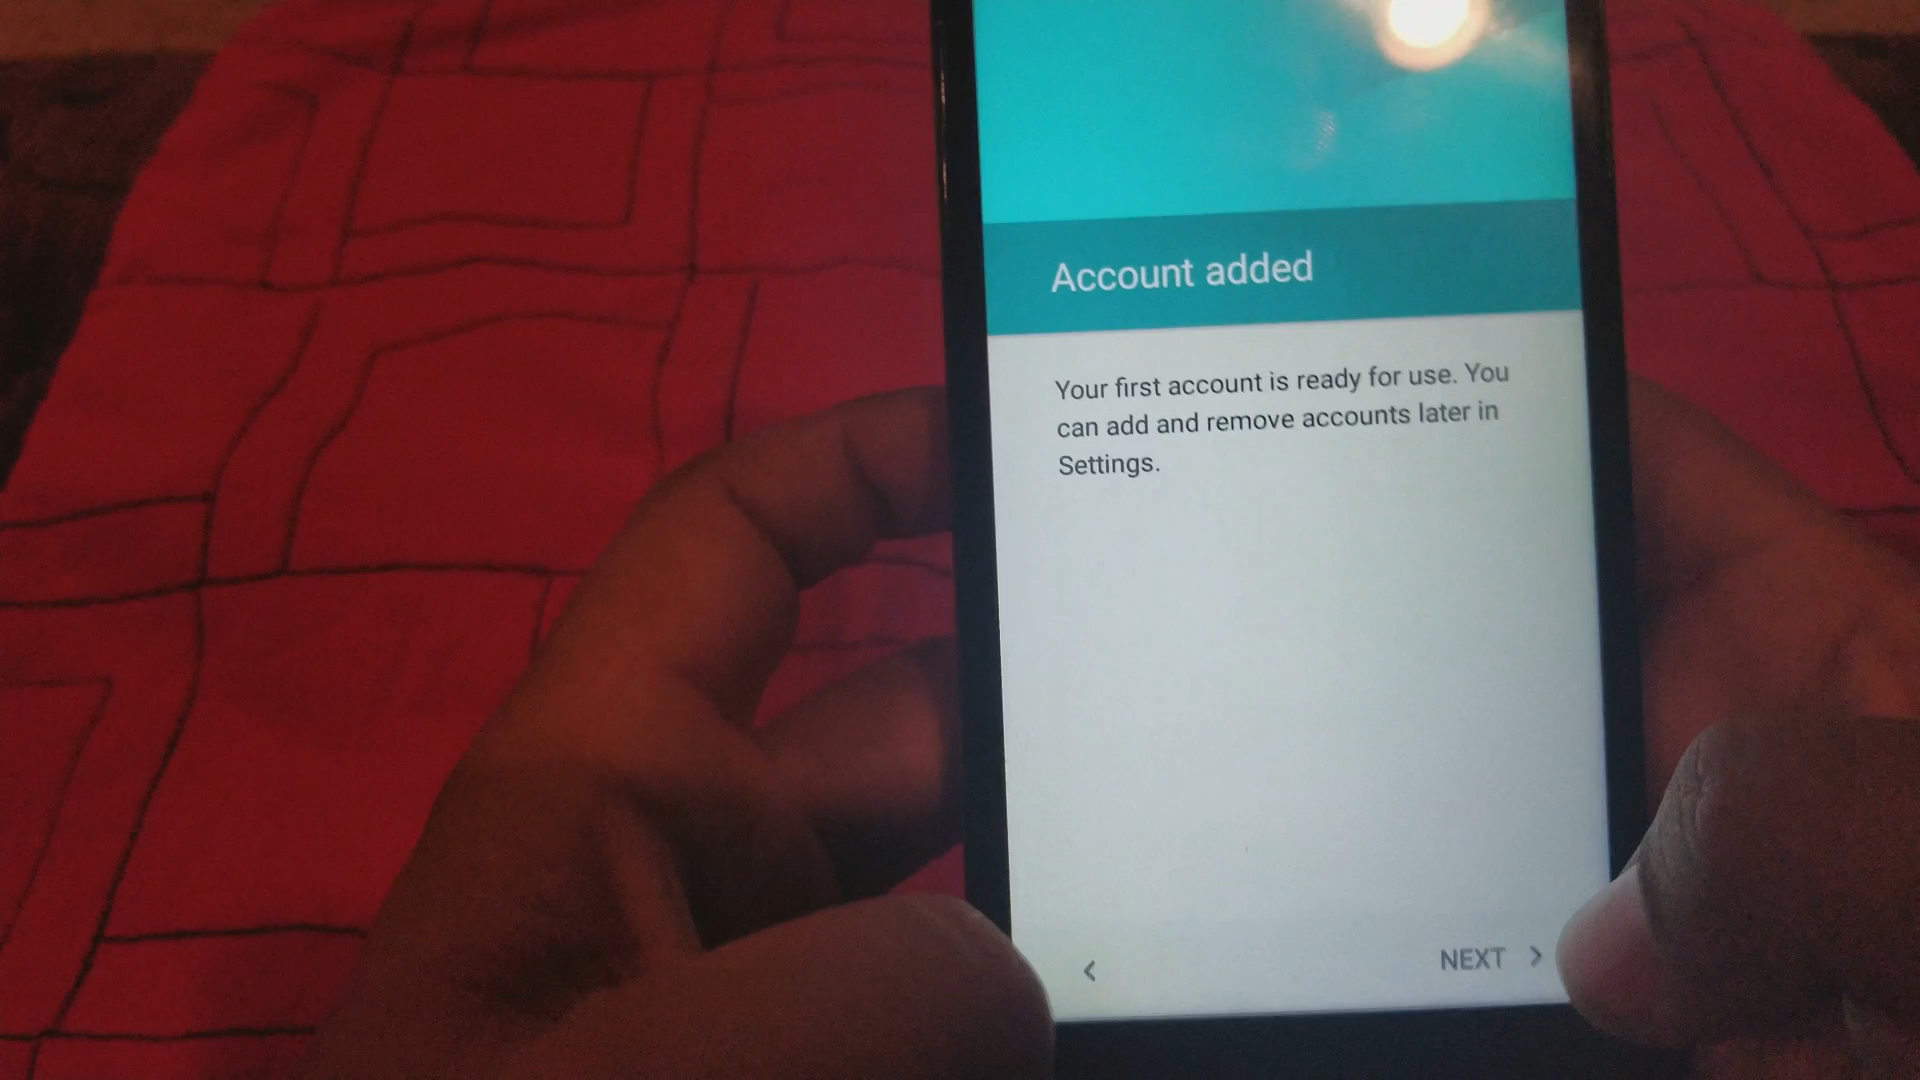 Account added
Your first account is ready for use. You
can add and remove accounts later in
Settings.
NEXT